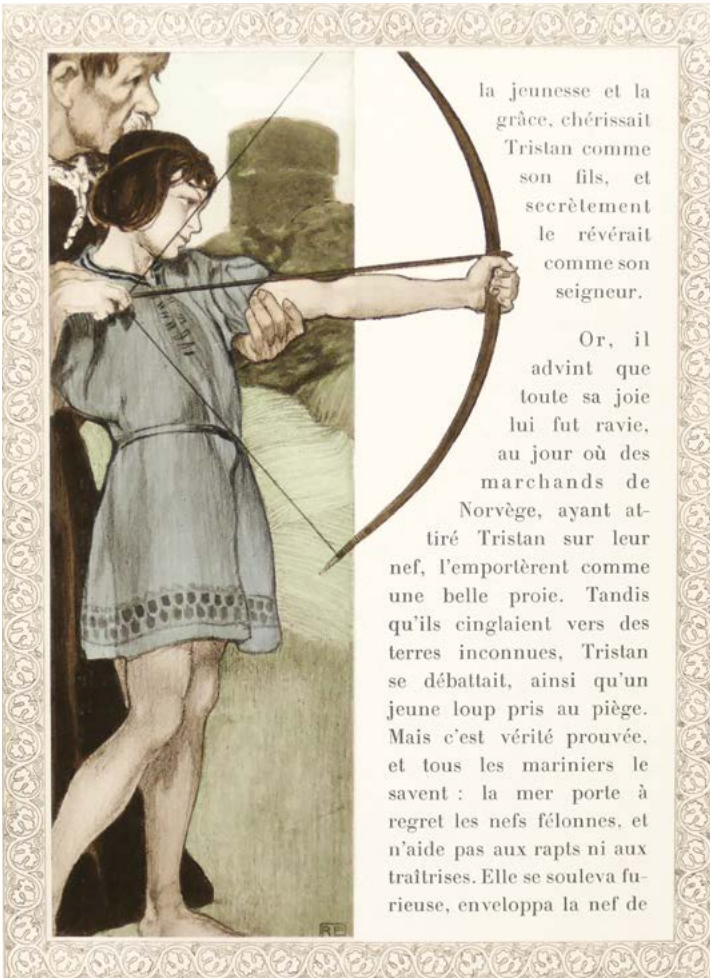 la jeunesse et la
grâce, chérissait
Tristan comme
son fils, et
secrètement
le révérait
comme son
seigneur.
Or, il
advint que
toute sa joie
lui fut ravie,
au jour où des
marchands de
Norvège, ayant at-
tiré Tristan sur leur
nef, l'emportèrent comme
une belle proie. Tandis
qu'ils cinglaient vers des
terres inconnues, Tristan
se débattait, ainsi qu'un
jeune loup pris au piège.
Mais c'est vérité prouvée,
et tous les mariniers le
savent : la mer porte à
regret les nefs félonnes, et
n'aide pas aux rapts ni aux
traîtrises. Elle se souleva fu-
rieuse, enveloppa la nef de
RE